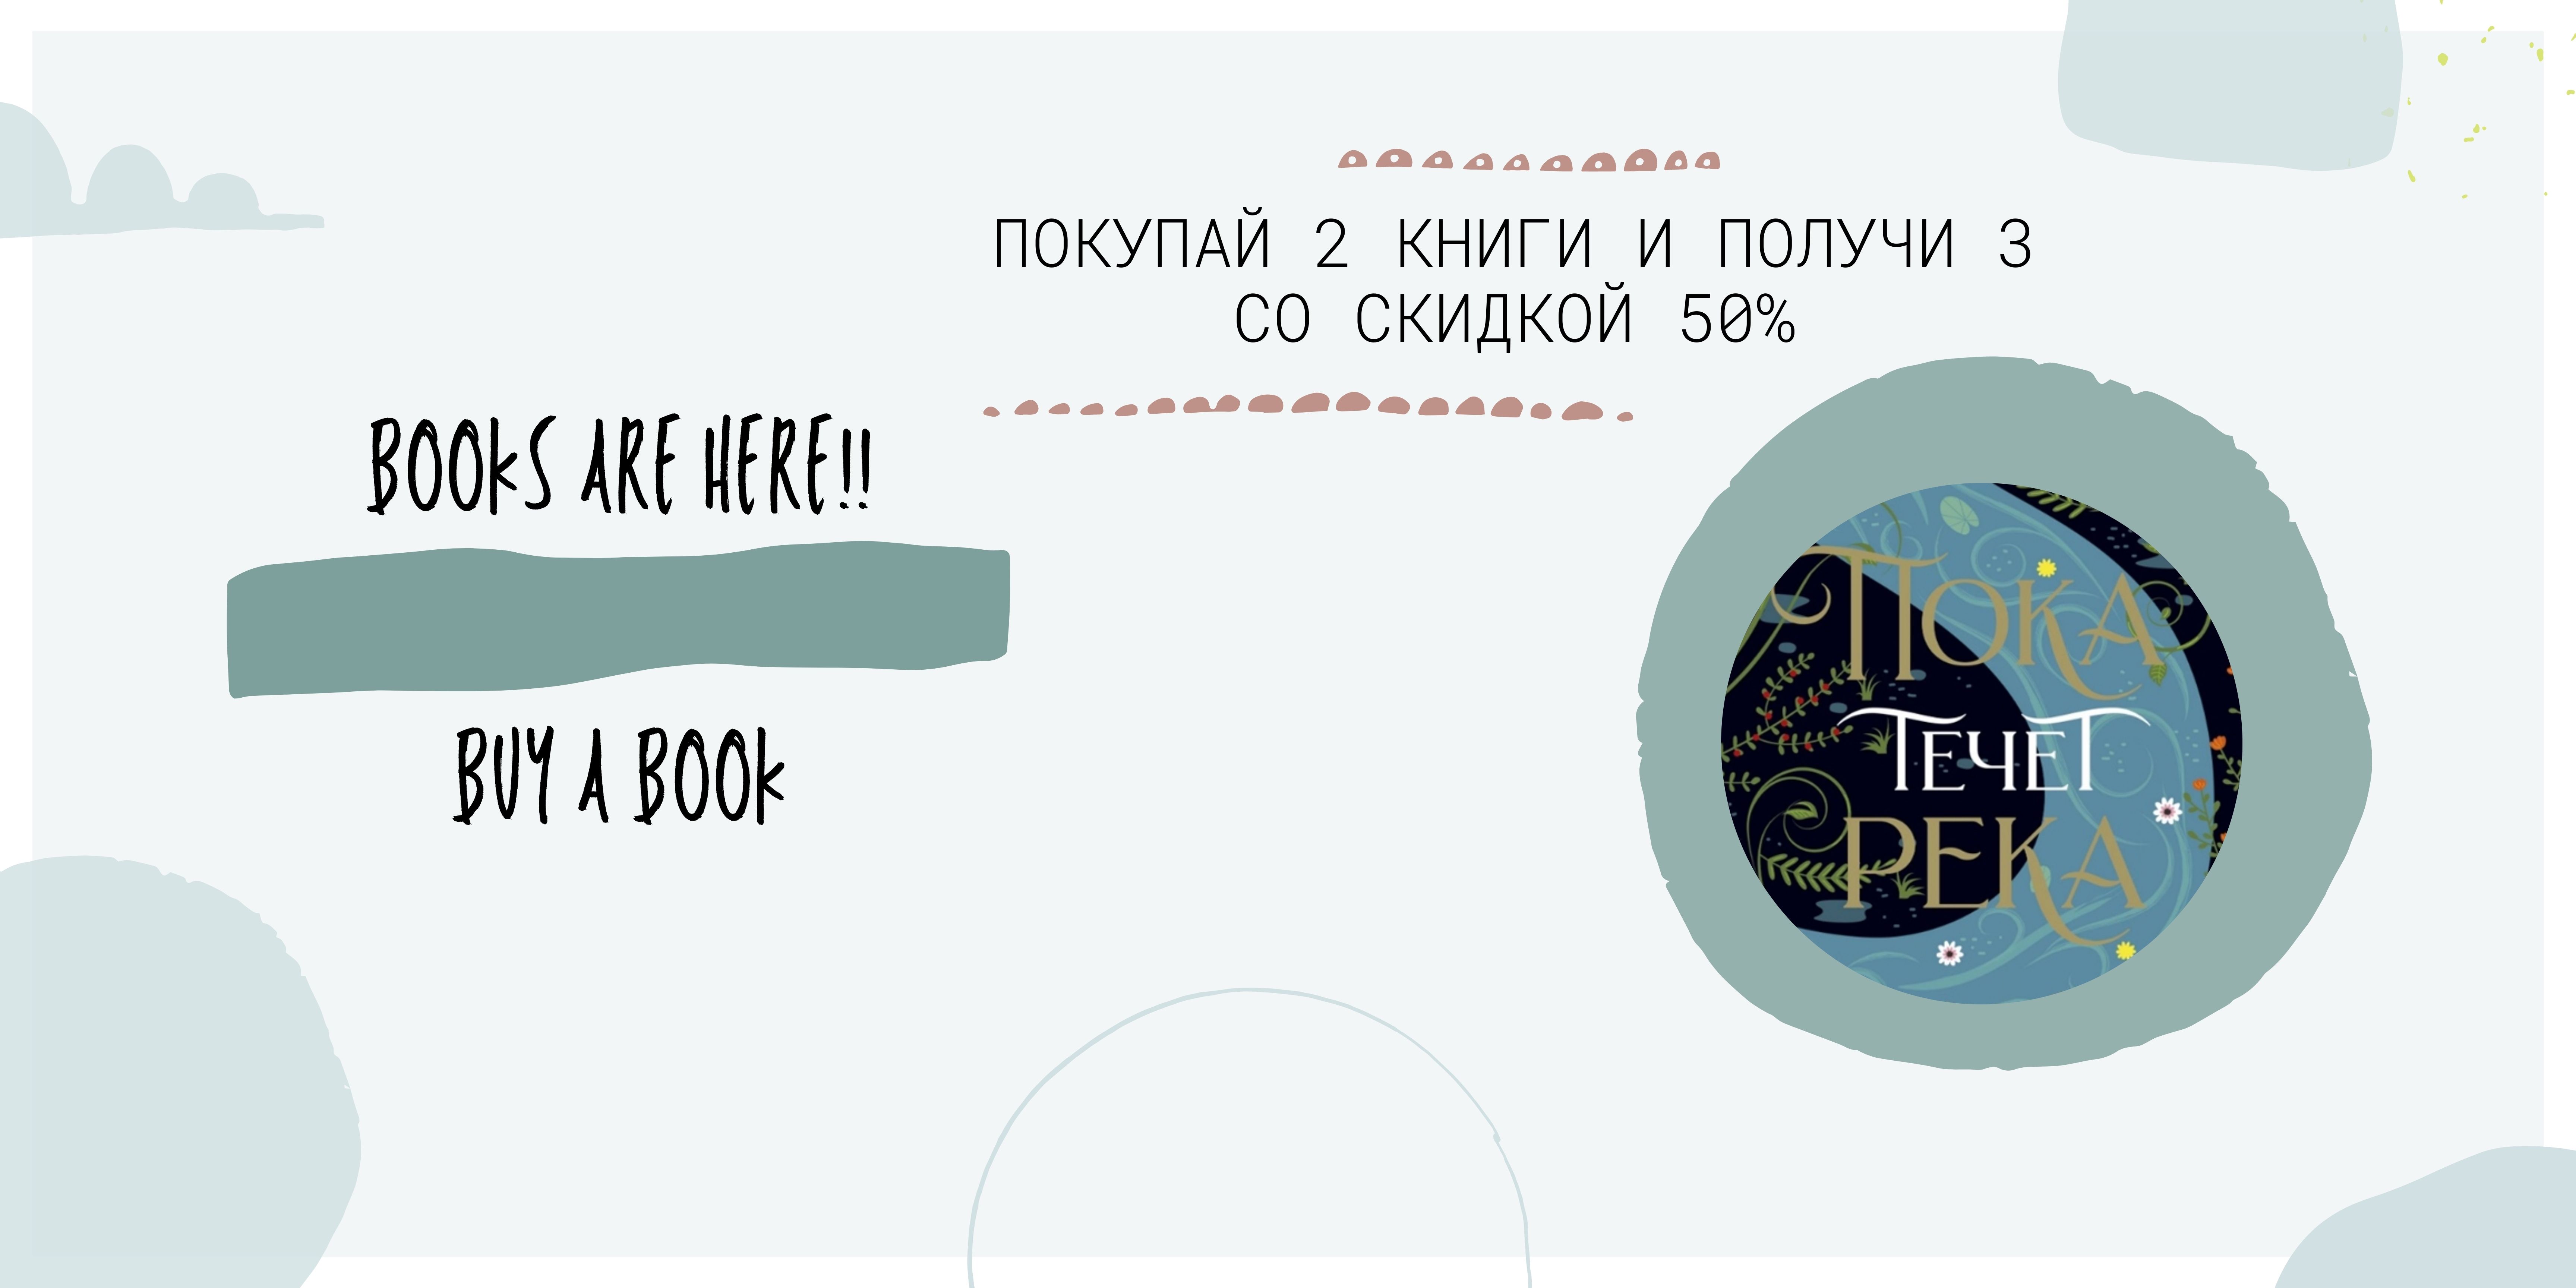 ПОКУПАЙ 2 КНИГИ И ПОЛУЧИ 3
СО СКИДКОЙ 50%
BOOKS ARE HERE!!
BUY A BOOK
ПОКА
ТЕЧЕТ
РЕКА